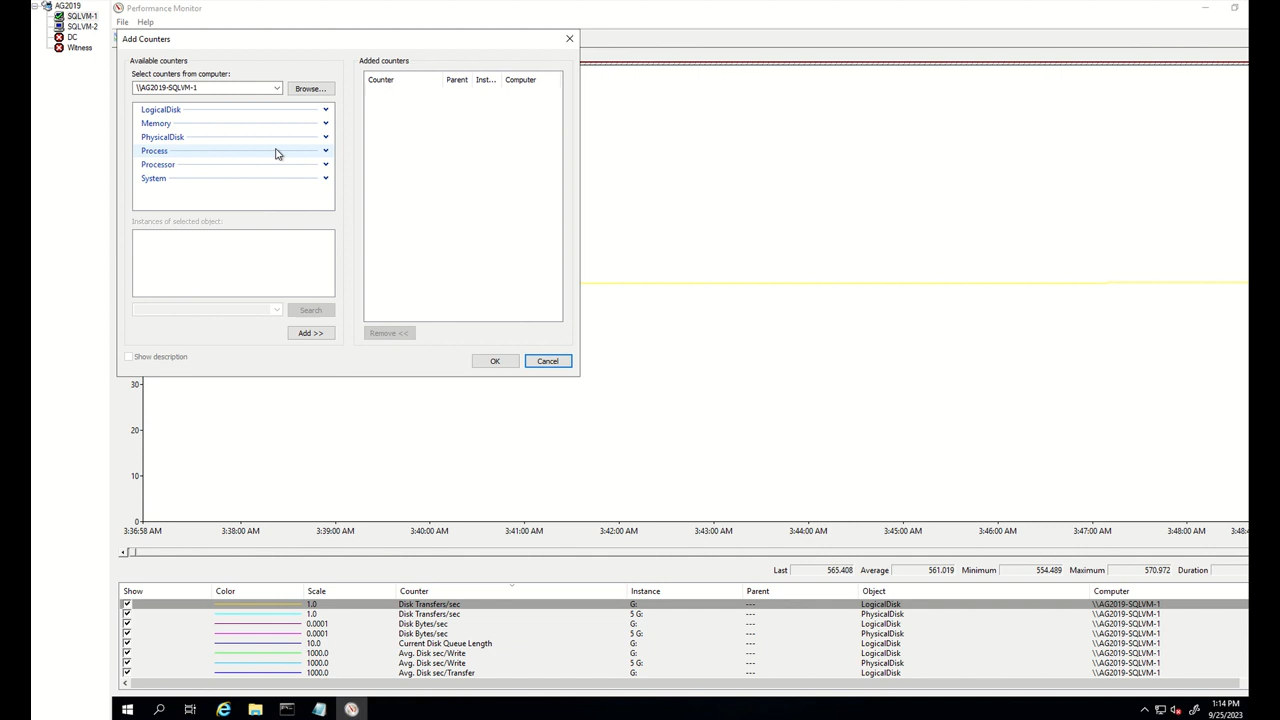 AG2019
SQLVM-1
SQLVM-2
DC
Witness
Performance Monitor
File Help
Add Counters
Available counters
Select counters from computer:
\\AG2019-SQLVM-1
Browse...
LogicalDisk
Memory
PhysicalDisk
Process
Processor
System
Instances of selected object:
Search
Add >>
Show description
Added counters
Counter Parent Inst... Computer
Remove <<
OK Cancel
30
20
10
0
3:36:58 AM 3:38:00 AM 3:39:00 AM 3:40:00 AM 3:41:00 AM 3:42:00 AM 3:43:00 AM 3:44:00 AM 3:45:00 AM 3:46:00 AM 3:47:00 AM 3:48:00 AM 3:48:4
Last 565.408 Average 561.019 Minimum 554.489 Maximum 570.972 Duration
Show Color Scale Counter Instance Parent Object Computer
1.0 Disk Transfers/sec G: --- LogicalDisk \\AG2019-SQLVM-1
1.0 Disk Transfers/sec 5 G: --- PhysicalDisk \\AG2019-SQLVM-1
0.0001 Disk Bytes/sec G: --- LogicalDisk \\AG2019-SQLVM-1
0.0001 Disk Bytes/sec 5 G: --- PhysicalDisk \\AG2019-SQLVM-1
10.0 Current Disk Queue Length G: --- LogicalDisk \\AG2019-SQLVM-1
1000.0 Avg. Disk sec/Write G: --- LogicalDisk \\AG2019-SQLVM-1
1000.0 Avg. Disk sec/Write 5 G: --- PhysicalDisk \\AG2019-SQLVM-1
1000.0 Avg. Disk sec/Transfer G: --- LogicalDisk \\AG2019-SQLVM-1
1:14 PM
9/25/2023